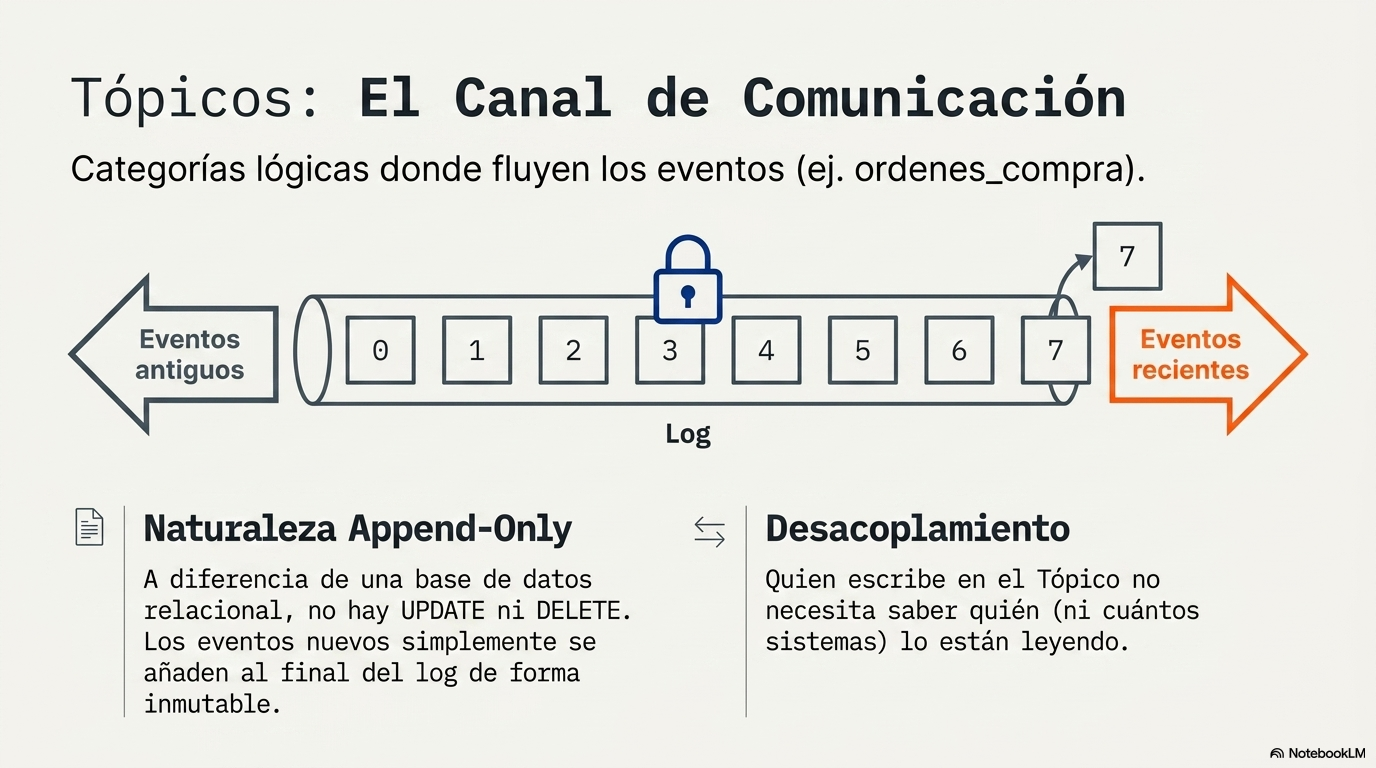 Tópicos: El Canal de Comunicación
Categorías lógicas donde fluyen los eventos (ej. ordenes_compra).
7
Eventos
antiguos
0 1 2 3 4 5 6 7
Eventos
recientes
Log
Naturaleza Append-Only
A diferencia de una base de datos
relacional, no hay UPDATE ni DELETE.
Los eventos nuevos simplemente se
añaden al final del log de forma
inmutable.
Desacoplamiento
Quien escribe en el Tópico no
necesita saber quién (ni cuántos
sistemas) lo están leyendo.
NotebookLM